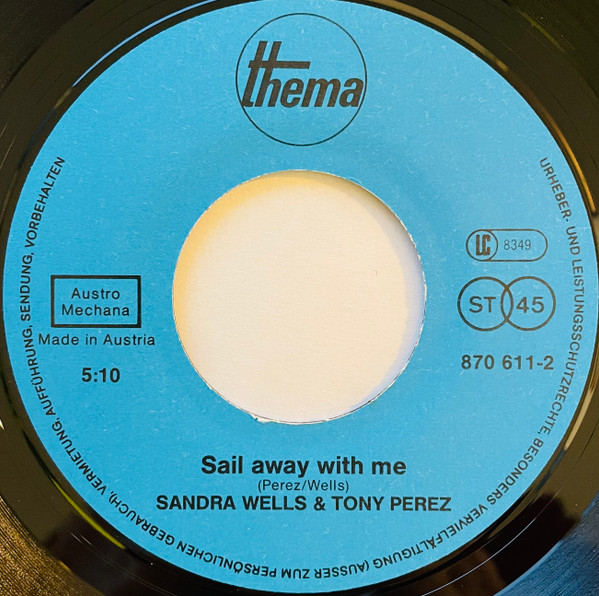 thema
URHEBER- UND LEISTUNGSSCHUTZRECHTE, BESONDERS VERVIELFÄLTIGUNG (AUSSER ZUM PERSÖNLICHEN GEBRAUCH), VERMIETUNG, AUFFÜHRUNG, SENDUNG, VORBEHALTEN
LC 8349
Austro
Mechana
Made in Austria
5:10
ST 45
870 611-2
Sail away with me
(Perez/Wells)
SANDRA WELLS & TONY PEREZ